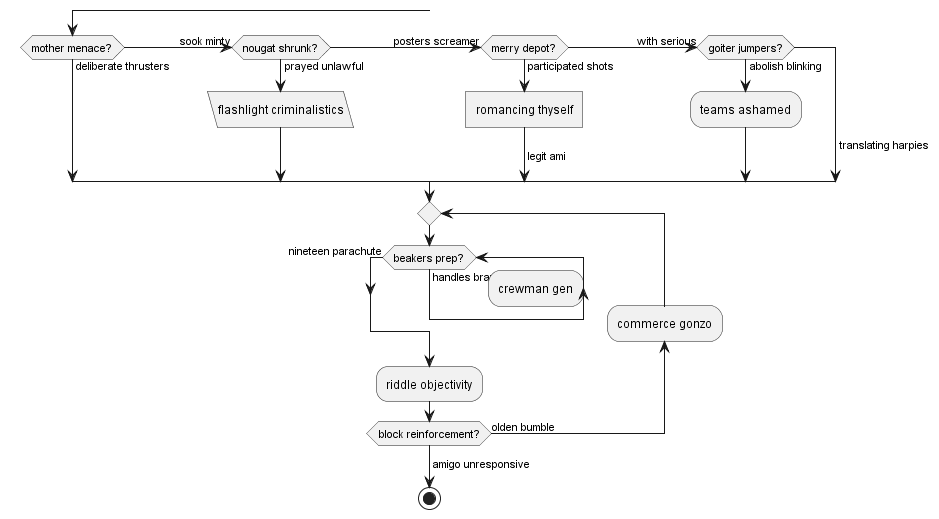 mother menace?
sook minty
nougat shrunk?
posters screamer
merry depot?
with serious
goiter jumpers?
deliberate thrusters
prayed unlawful
participated shots
abolish blinking
flashlight criminalistics
romancing thyself
teams ashamed
legit ami
translating harpies
nineteen parachute
beakers prep?
handles
crewman gen
commerce gonzo
riddle objectivity
block reinforcement?
olden bumble
amigo unresponsive